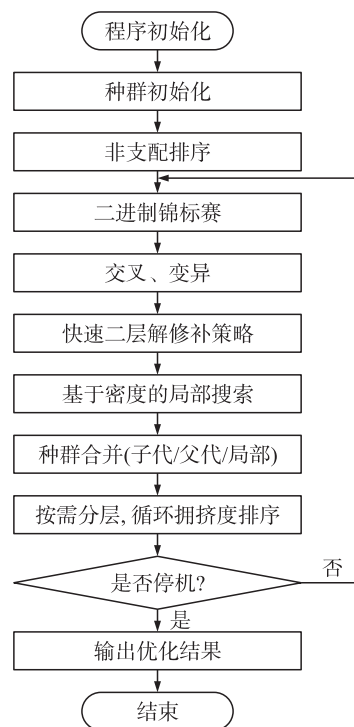 程序初始化
种群初始化
非支配排序
二进制锦标赛
交叉、变异
快速二层解修补策略
基于密度的局部搜索
种群合并(子代/父代/局部)
按需分层, 循环拥挤度排序
是否停机?
否
是
输出优化结果
结束